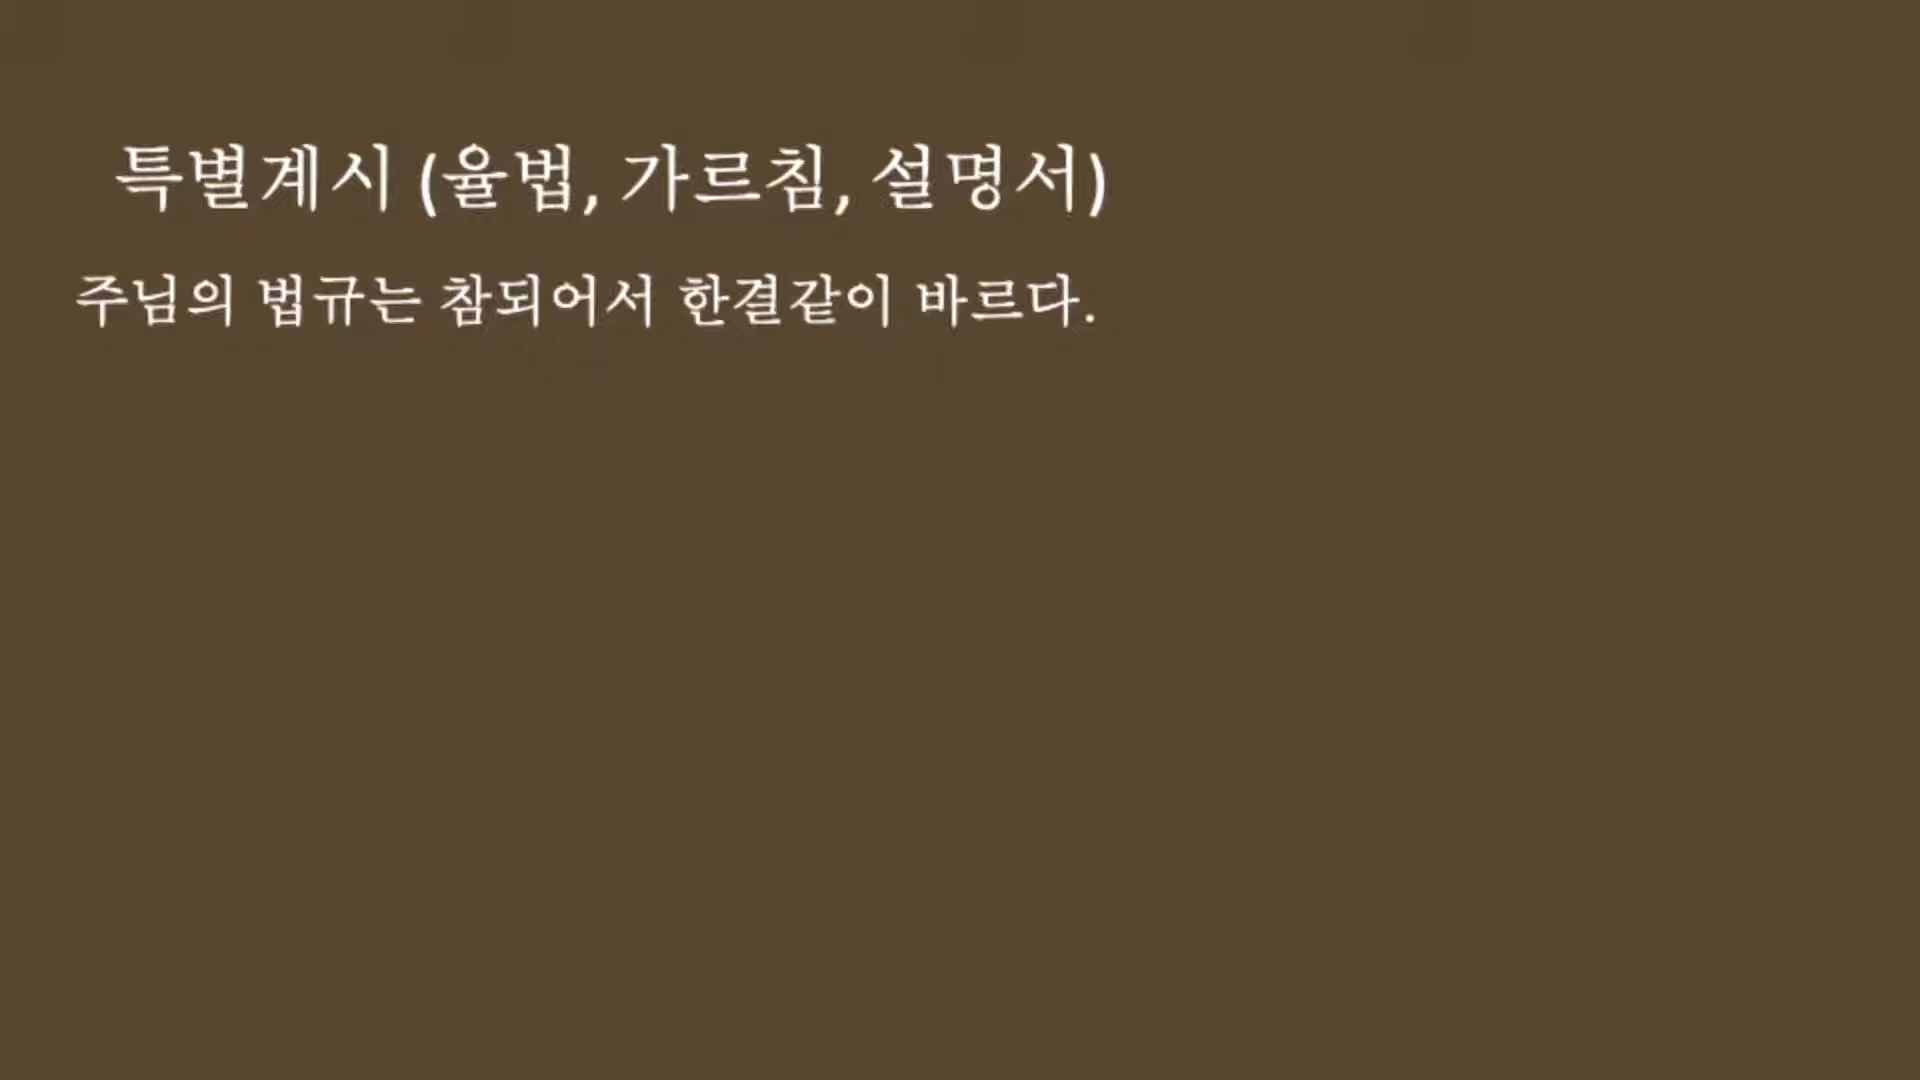 특별계시 (율법, 가르침, 설명서)
주님의 법규는 참되어서 한결같이 바르다.